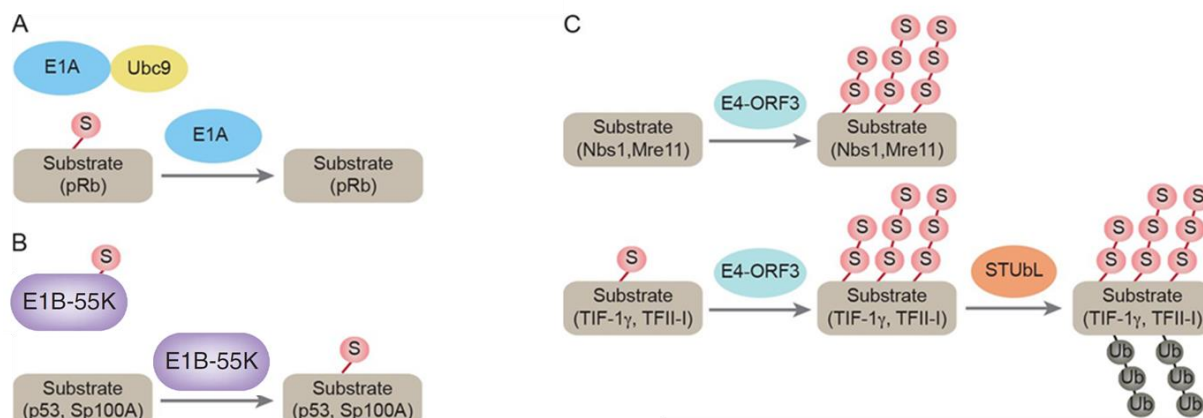 A
E1A
Ubc9
S
E1A
Substrate
(pRb)
Substrate
(pRb)
B
S
E1B-55K
E1B-55K
S
Substrate
(p53, Sp100A)
Substrate
(p53, Sp100A)
C
S S
S S S
S S S
E4-ORF3
Substrate
(Nbs1,Mre11)
Substrate
(Nbs1,Mre11)
S S
S S S
S
E4-ORF3
S S S
STUbL
S S
S S S
S S S
Substrate
(TIF-1γ, TFII-I)
Substrate
(TIF-1γ, TFII-I)
Substrate
(TIF-1γ, TFII-I)
Ub Ub
Ub Ub
Ub Ub